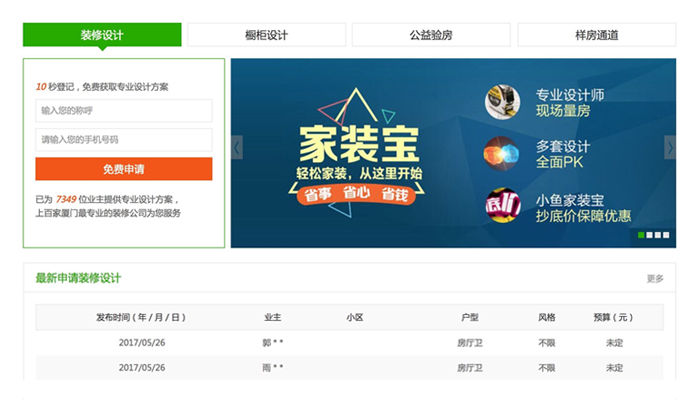 装修设计
橱柜设计
公益验房
样房通道
10 秒登记，免费获取专业设计方案
输入您的称呼
请输入您的手机号码
免费申请
已为 7349 位业主提供专业设计方案，
上百家厦门最专业的装修公司为您服务
家装宝
轻松家装，从这里开始
省事 省心 省钱
专业设计师
现场量房
多套设计
全面PK
底价
小鱼家装宝
抄底价保障优惠
最新申请装修设计
更多
发布时间（年 / 月 / 日） 业主 小区 户型 风格 预算（元）
2017/05/26 郭 * * 房厅卫 不限 未定
2017/05/26 雨 * * 房厅卫 不限 未定